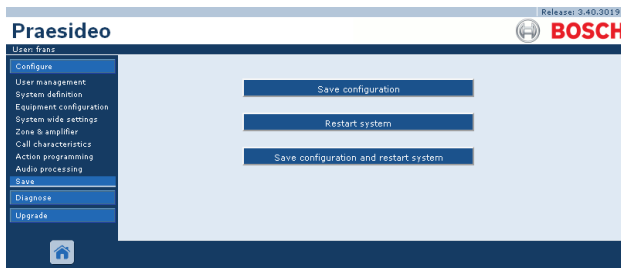 Release: 3.40.3019
Praesideo
BOSCH
User: frans
Configure
User management
System definition
Equipment configuration
System wide settings
Zone & amplifier
Call characteristics
Action programming
Audio processing
Save
Diagnose
Upgrade
Save configuration
Restart system
Save configuration and restart system